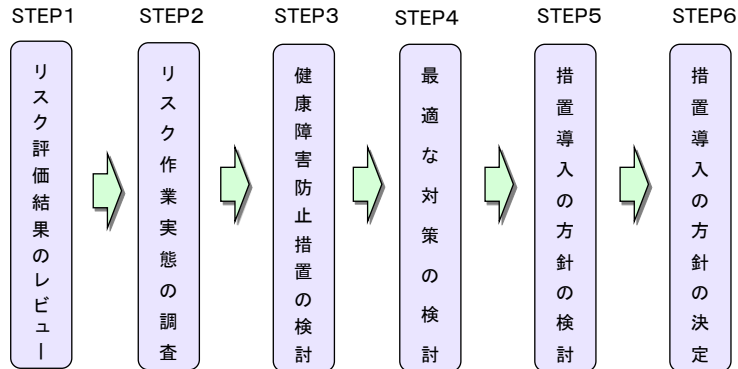 STEP1
STEP2
STEP3
STEP4
STEP5
STEP6
リスク評価結果のレビュー
リスク作業実態の調査
健康障害防止措置の検討
最適な対策の検討
措置導入の方針の検討
措置導入の方針の決定